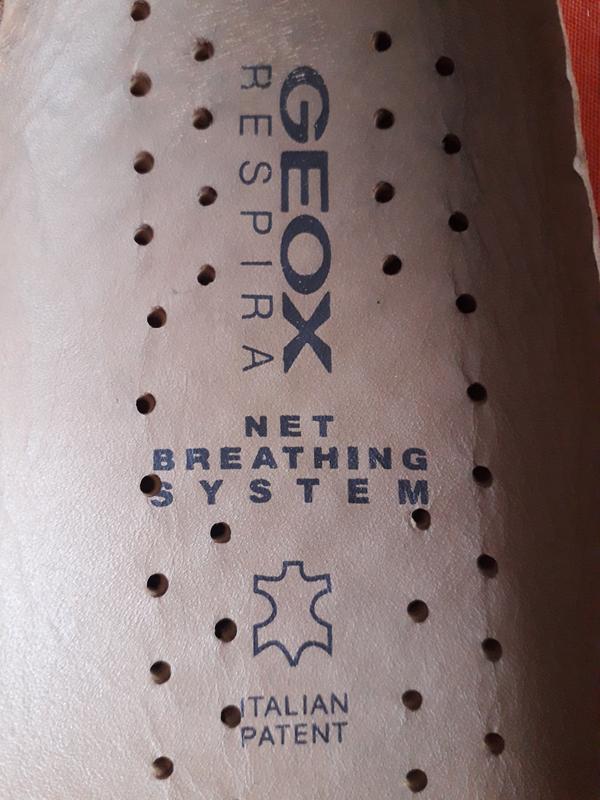 GEOX
RESPIRA
NET
BREATHING
SYSTEM
ITALIAN
PATENT